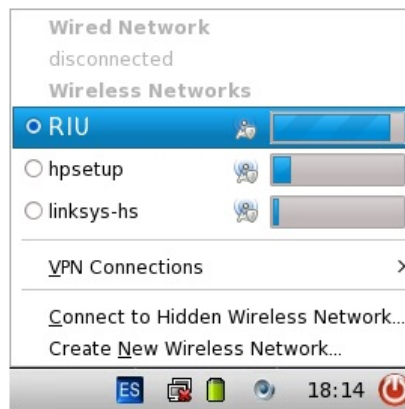 Wired Network
disconnected
Wireless Networks
RIU
hpsetup
linksys-hs
VPN Connections
Connect to Hidden Wireless Network...
Create New Wireless Network...
ES 18:14